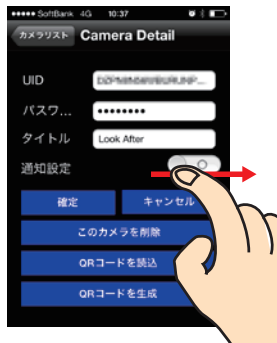 SoftBank 4G 10:37
カメラリスト Camera Detail
UID
パスワ... ••••••••
タイトル Look After
通知設定
確定 キャンセル
このカメラを削除
QRコードを読込
QRコードを生成